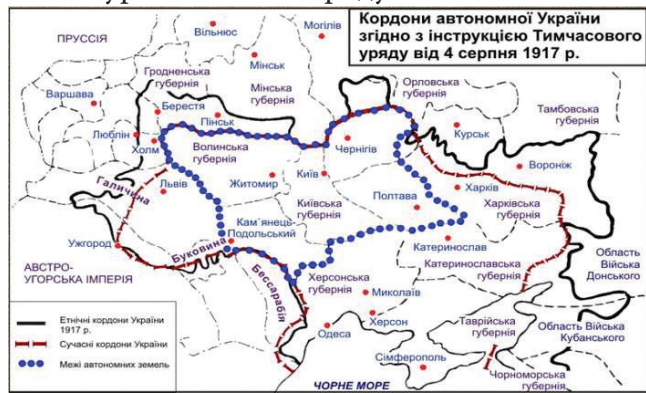 Кордони автономної України
згідно з інструкцією Тимчасового
уряду від 4 серпня 1917 р.
ПРУССІЯ
Вільнюс
Могілів
Мінськ
Гродненська
губернія
Мінська
губернія
Орловська
губернія
Тамбовська
губернія
Варшава
Берестя
Пінськ
Люблін
Холм
Волинська
губернія
Чернігів
Курськ
Вороніж
Галичина
Львів
Житомир
Київ
Харків
Київська
губернія
Полтава
Харківська
губернія
Ужгород
Буковина
Кам`янець
Подольський
Катеринослав
АВСТРО-
УГОРСЬКА ІМПЕРІЯ
Бессарабія
Херсонська
губернія
Катеринославська
губернія
Область
Війська
Донського
Миколаїв
Одеса
Херсон
Таврійська
губернія
Область Війська
Кубанського
Сімферополь
ЧОРНЕ МОРЕ
Чорноморська
губернія
Етнічні кордони України
1917 р.
Сучасні кордони України
Межі автономних земель